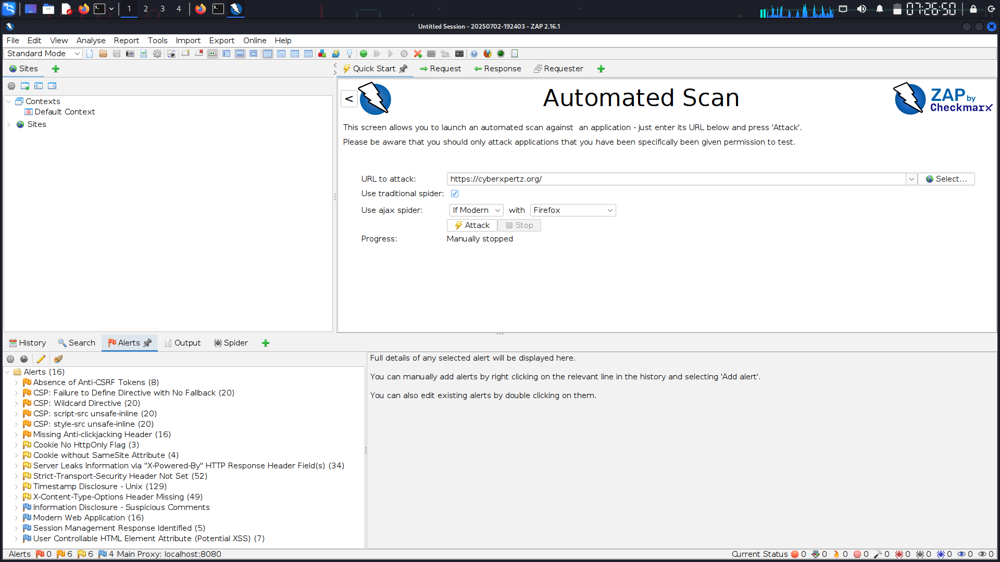 1 2 3 4 07:26:50
Untitled Session - 20250702-192403 - ZAP 2.16.1
File Edit View Analyse Report Tools Import Export Online Help
Standard Mode
Sites
Quick Start Request Response Requester
Contexts
Default Context
Sites
<
Automated Scan
ZAP by
Checkmarx
This screen allows you to launch an automated scan against  an application - just enter its URL below and press 'Attack'.
Please be aware that you should only attack applications that you have been specifically been given permission to test.
URL to attack: https://cyberxpertz.org/ Select...
Use traditional spider:
Use ajax spider: If Modern with Firefox
Attack Stop
Progress: Manually stopped
History Search Alerts Output Spider
Alerts (16)
Absence of Anti-CSRF Tokens (8)
CSP: Failure to Define Directive with No Fallback (20)
CSP: Wildcard Directive (20)
CSP: script-src unsafe-inline (20)
CSP: style-src unsafe-inline (20)
Missing Anti-clickjacking Header (16)
Cookie No HttpOnly Flag (3)
Cookie without SameSite Attribute (4)
Server Leaks Information via "X-Powered-By" HTTP Response Header Field(s) (34)
Strict-Transport-Security Header Not Set (52)
Timestamp Disclosure - Unix (129)
X-Content-Type-Options Header Missing (49)
Information Disclosure - Suspicious Comments
Modern Web Application (16)
Session Management Response Identified (5)
User Controllable HTML Element Attribute (Potential XSS) (7)
Full details of any selected alert will be displayed here.
You can manually add alerts by right clicking on the relevant line in the history and selecting 'Add alert'.
You can also edit existing alerts by double clicking on them.
Alerts 0 6 6 4 Main Proxy: localhost:8080
Current Status 0 0 0 0 0 0 0 0 0 0